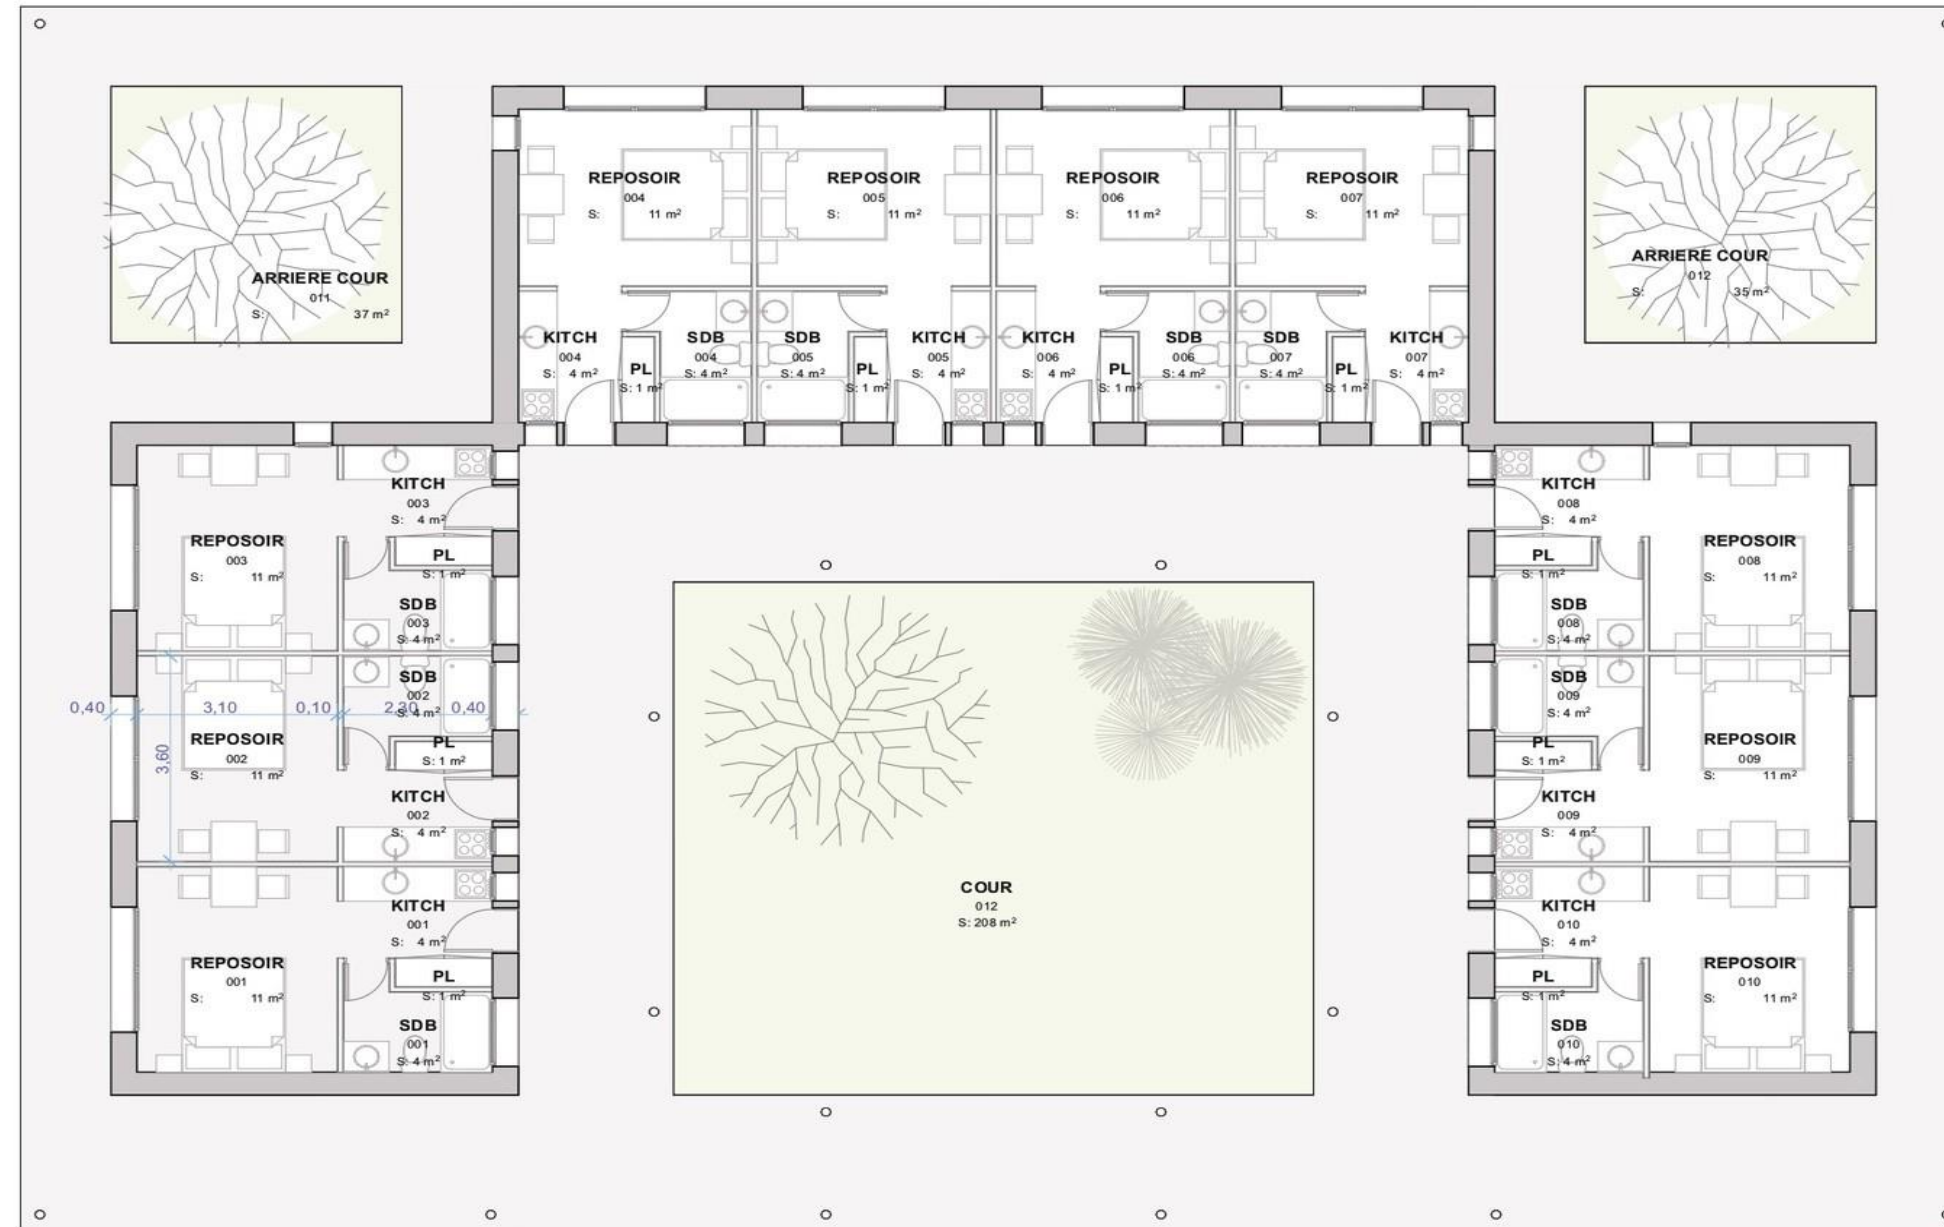 REPOSOIR
004
S: 11 m²
REPOSOIR
005
S: 11 m²
REPOSOIR
006
S: 11 m²
REPOSOIR
007
S: 11 m²
ARRIERE COUR
011
S: 37 m²
ARRIERE COUR
012
S: 35 m²
KITCH
004
S: 4 m²
PL
S: 1 m²
SDB
004
S: 4 m²
SDB
005
S: 4 m²
PL
S: 1 m²
KITCH
005
S: 4 m²
KITCH
006
S: 4 m²
PL
S: 1 m²
SDB
006
S: 4 m²
SDB
007
S: 4 m²
PL
S: 1 m²
KITCH
007
S: 4 m²
KITCH
003
S: 4 m²
REPOSOIR
003
S: 11 m²
PL
S: 1 m²
SDB
003
S: 4 m²
SDB
002
S: 4 m²
0,40 3,10 0,10 2,30 0,40
3,60
REPOSOIR
002
S: 11 m²
PL
S: 1 m²
KITCH
002
S: 4 m²
KITCH
001
S: 4 m²
REPOSOIR
001
S: 11 m²
PL
S: 1 m²
SDB
001
S: 4 m²
COUR
012
S: 208 m²
KITCH
008
S: 4 m²
PL
S: 1 m²
REPOSOIR
008
S: 11 m²
SDB
008
S: 4 m²
SDB
009
S: 4 m²
PL
S: 1 m²
REPOSOIR
009
S: 11 m²
KITCH
009
S: 4 m²
KITCH
010
S: 4 m²
PL
S: 1 m²
REPOSOIR
010
S: 11 m²
SDB
010
S: 4 m²